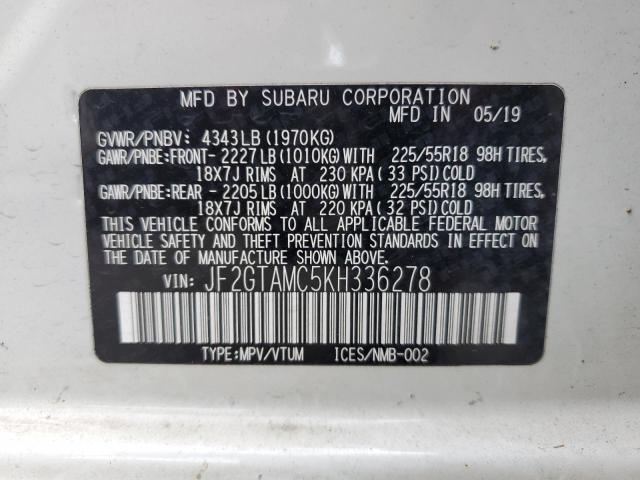 MFD BY SUBARU CORPORATION
MFD IN 05/19
GVWR/PNBV: 4343LB(1970KG)
GAWR/PNBE:FRONT- 2227LB(1010KG)WITH 225/55R18 98H TIRES,
18X7J RIMS AT 230 KPA(33 PSI)COLD
GAWR/PNBE:REAR - 2205LB(1000KG)WITH 225/55R18 98H TIRES,
18X7J RIMS AT 220 KPA(32 PSI)COLD
THIS VEHICLE CONFORMS TO ALL APPLICABLE FEDERAL MOTOR
VEHICLE SAFETY AND THEFT PREVENTION STANDARDS IN EFFECT
ON THE DATE OF MANUFACTURE SHOWN ABOVE.
VIN: JF2GTAMC5KH336278
TYPE:MPV/VTUM ICES/NMB-002